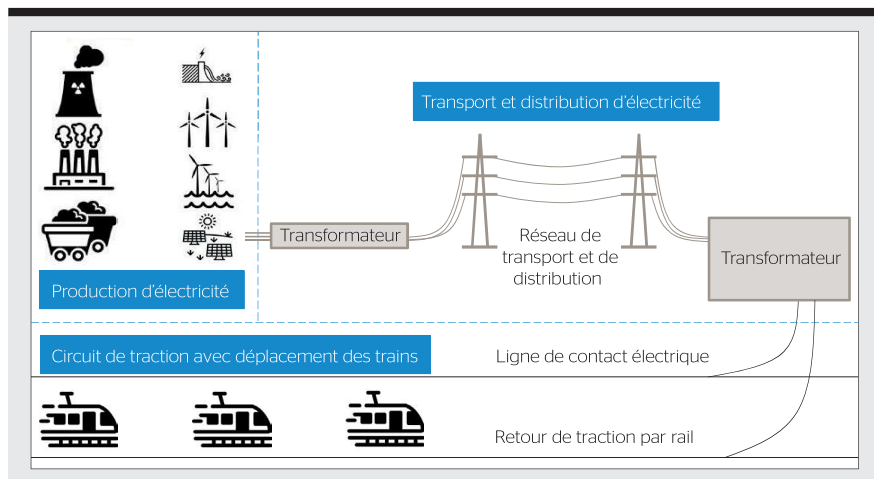 Transport et distribution d'électricité
Transformateur
Réseau de
transport et de
distribution
Transformateur
Production d'électricité
Circuit de traction avec déplacement des trains
Ligne de contact électrique
Retour de traction par rail